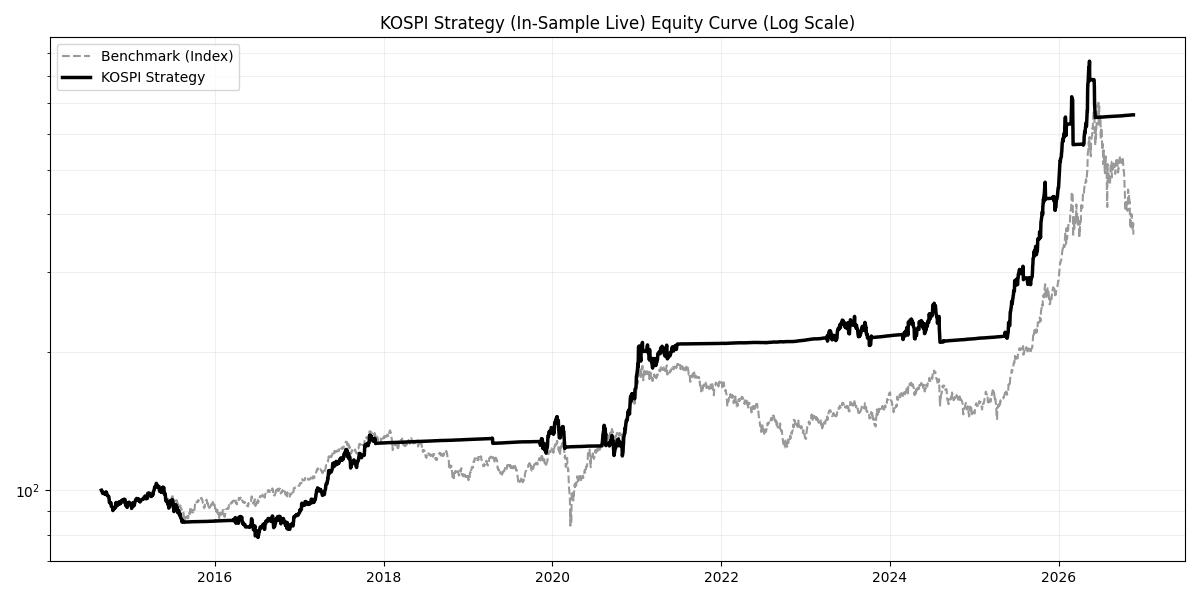 KOSPI Strategy (In-Sample Live) Equity Curve (Log Scale)
Benchmark (Index)
KOSPI Strategy
10²
2016 2018 2020 2022 2024 2026